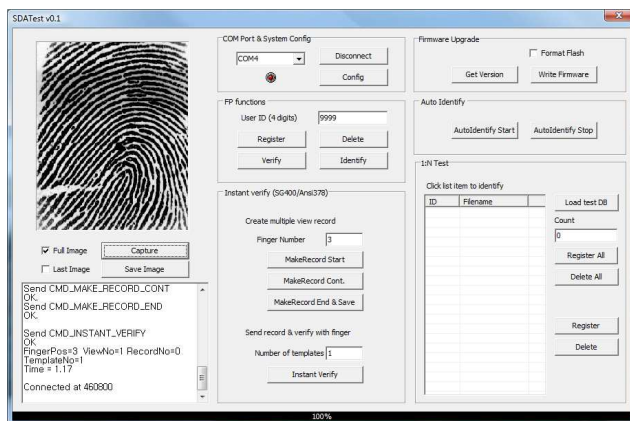 SDATest v0.1
Full Image
Capture
Last Image
Save Image
Send CMD_MAKE_RECORD_CONT
OK.
Send CMD_MAKE_RECORD_END
OK.
Send CMD_INSTANT_VERIFY
OK
FingerPos=3 ViewNo=1 RecordNo=0
TemplateNo=1
Time = 1.17
Connected at 460800
COM Port & System Config
COM4
Disconnect
Config
FP functions
User ID (4 digits)
9999
Register
Delete
Verify
Identify
Instant verify (SG400/Ansi378)
Create multiple view record
Finger Number
3
MakeRecord Start
MakeRecord Cont.
MakeRecord End & Save
Send record & verify with finger
Number of templates
1
Instant Verify
Firmware Upgrade
Format Flash
Get Version
Write Firmware
Auto Identify
AutoIdentify Start
AutoIdentify Stop
1:N Test
Click list item to identify
ID
Filename
Load test DB
Count
0
Register All
Delete All
Register
Delete
100%